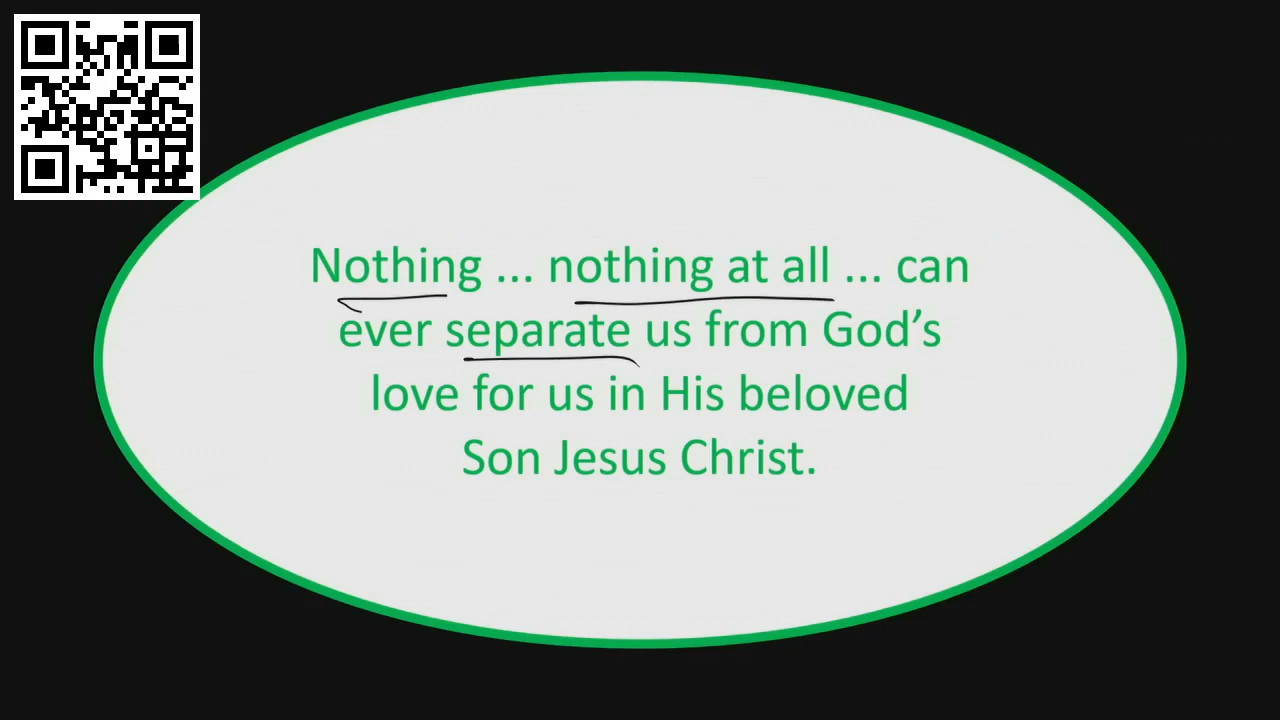 Nothing ... nothing at all ... can
ever separate us from God’s
love for us in His beloved
Son Jesus Christ.